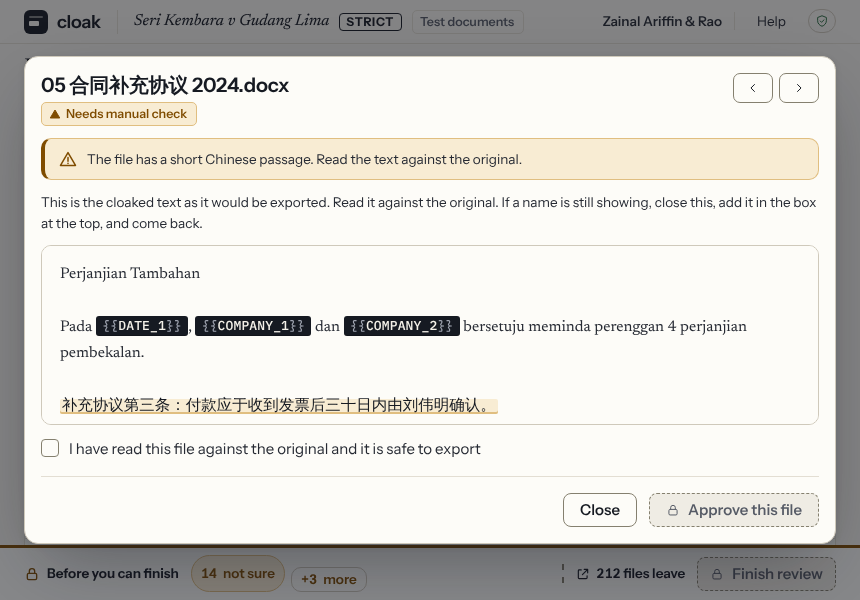 cloak
Seri Kembara v Gudang Lima
STRICT
Test documents
Zainal Ariffin & Rao
Help
05 合同补充协议 2024.docx
Needs manual check
The file has a short Chinese passage. Read the text against the original.
This is the cloaked text as it would be exported. Read it against the original. If a name is still showing, close this, add it in the box
at the top, and come back.
Perjanjian Tambahan
Pada {{DATE_1}}, {{COMPANY_1}} dan {{COMPANY_2}} bersetuju meminda perenggan 4 perjanjian
pembekalan.
补充协议第三条：付款应于收到发票后三十日内由刘伟明确认。
I have read this file against the original and it is safe to export
Close
Approve this file
Before you can finish
14 not sure
+3 more
212 files leave
Finish review